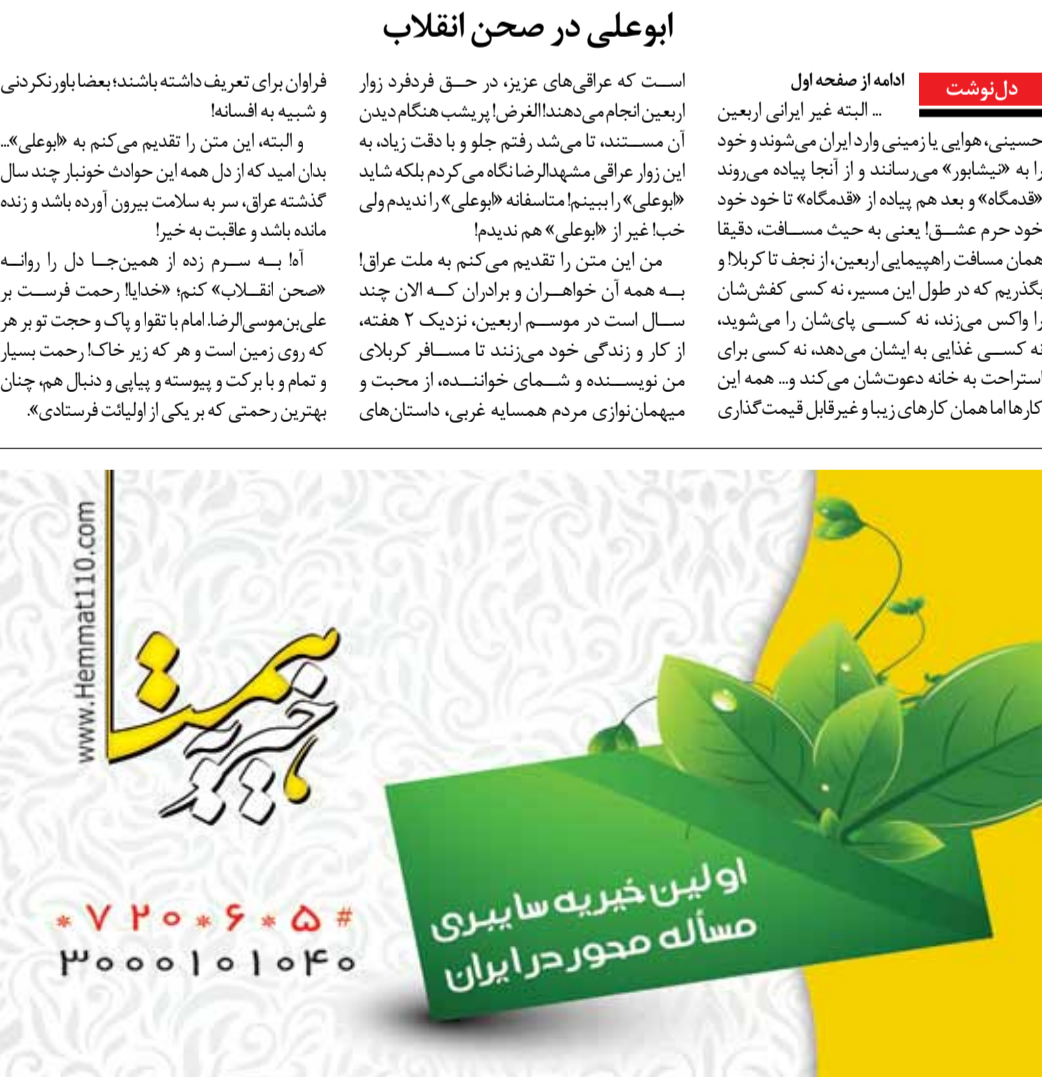 ابوعلی در صحن انقلاب
دل‌نوشت
ادامه از صفحه اول
... البته غیر ایرانی اربعین
حسینی، هوایی یا زمینی وارد ایران می‌شوند و خود
را به «نیشابور» می‌رسانند و از آنجا پیاده می‌روند
«قدمگاه» و بعد هم پیاده از «قدمگاه» تا خود خود
خود حرم عشـق! یعنی به حیث مسـافت، دقیقا
همان مسافت راهپیمایی اربعین، از نجف تا کربلا! و
بگذریم که در طول این مسیر، نه کسی کفش‌شان
را واکس می‌زند، نه کسـی پای‌شان را می‌شوید،
نه کسـی غذایی به ایشان می‌دهد، نه کسی برای
استراحت به خانه دعوت‌شان می‌کند و... همه این
کارها اما همان کارهای زیبا و غیرقابل قیمت‌گذاری
اسـت که عراقی‌های عزیز، در حـق فردفرد زوار
اربعین انجام می‌دهند! الغرض! پریشب هنگام دیدن
آن مسـتند، تا می‌شد رفتم جلو و با دقت زیاد، به
این زوار عراقی مشهدالرضا نگاه می‌کردم بلکه شاید
«ابوعلی» را ببینم! متاسفانه «ابوعلی» را ندیدم ولی
خب! غیر از «ابوعلی» هم ندیدم!
من این متن را تقدیم می‌کنم به ملت عراق!
بـه همه آن خواهـران و برادران کـه الان چند
سـال است در موسـم اربعین، نزدیک ۲ هفته،
از کار و زندگی خود می‌زنند تا مسـافر کربلای
من نویسـنده و شـمای خواننـده، از محبت و
میهمان‌نوازی مردم همسایه غربی، داستان‌های
فراوان برای تعریف داشته باشند؛ بعضا باورنکردنی
و شبیه به افسانه!
و البته، این متن را تقدیم می‌کنم به «ابوعلی»...
بدان امید که از دل همه این حوادث خونبار چند سال
گذشته عراق، سر به سلامت بیرون آورده باشد و زنده
مانده باشد و عاقبت به خیر!
آه! بـه سـرم زده از همین‌جـا دل را روانـه
«صحن انقـلاب» کنم؛ «خدایا! رحمت فرسـت بر
علی‌بن‌موسی‌الرضا. امام با تقوا و پاک و حجت تو بر هر
که روی زمین است و هر که زیر خاک! رحمت بسیار
و تمام و با برکت و پیوسته و پیاپی و دنبال هم، چنان
بهترین رحمتی که بر یکی از اولیائت فرستادی».
www.Hemmat110.com
خیریه همت
# ۵ * ۶ * ۷۲۰ *
۳۰۰۰۱۰۱۰۴۰
اولین خیریه سایبری
مسأله محور در ایران